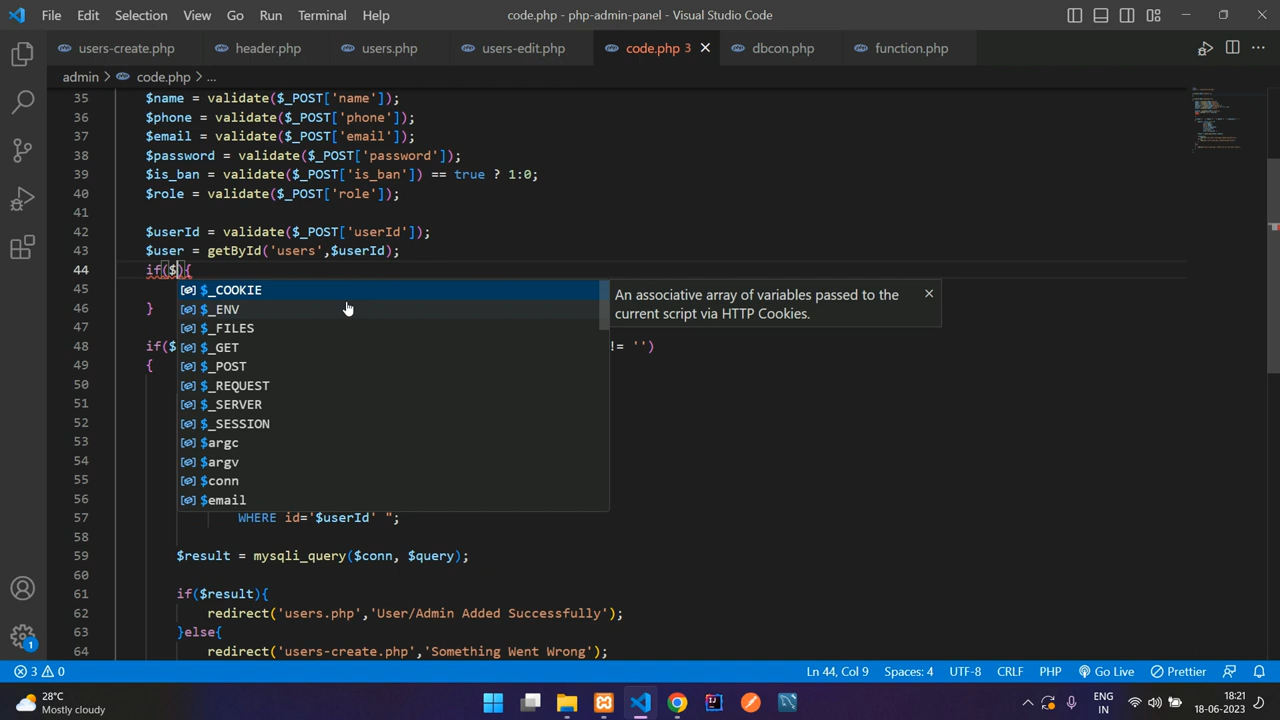 File Edit Selection View Go Run Terminal Help code.php - php-admin-panel - Visual Studio Code
users-create.php header.php users.php users-edit.php code.php 3 dbcon.php function.php
admin > code.php > ...
35 $name = validate($_POST['name']);
36 $phone = validate($_POST['phone']);
37 $email = validate($_POST['email']);
38 $password = validate($_POST['password']);
39 $is_ban = validate($_POST['is_ban']) == true ? 1:0;
40 $role = validate($_POST['role']);
41
42 $userId = validate($_POST['userId']);
43 $user = getById('users',$userId);
44 if($){
45 $_COOKIE An associative array of variables passed to the
46 } $_ENV current script via HTTP Cookies.
47 $_FILES
48 if($ $_GET != '')
49 { $_POST
50 $_REQUEST
51 $_SERVER
52 $_SESSION
53 $argc
54 $argv
55 $conn
56 $email
57 WHERE id='$userId' ";
58
59 $result = mysqli_query($conn, $query);
60
61 if($result){
62 redirect('users.php','User/Admin Added Successfully');
63 }else{
64 redirect('users-create.php','Something Went Wrong');
1
3 0 Ln 44, Col 9 Spaces: 4 UTF-8 CRLF PHP Go Live Prettier
28°C
Mostly cloudy
ENG
IN
18:21
18-06-2023